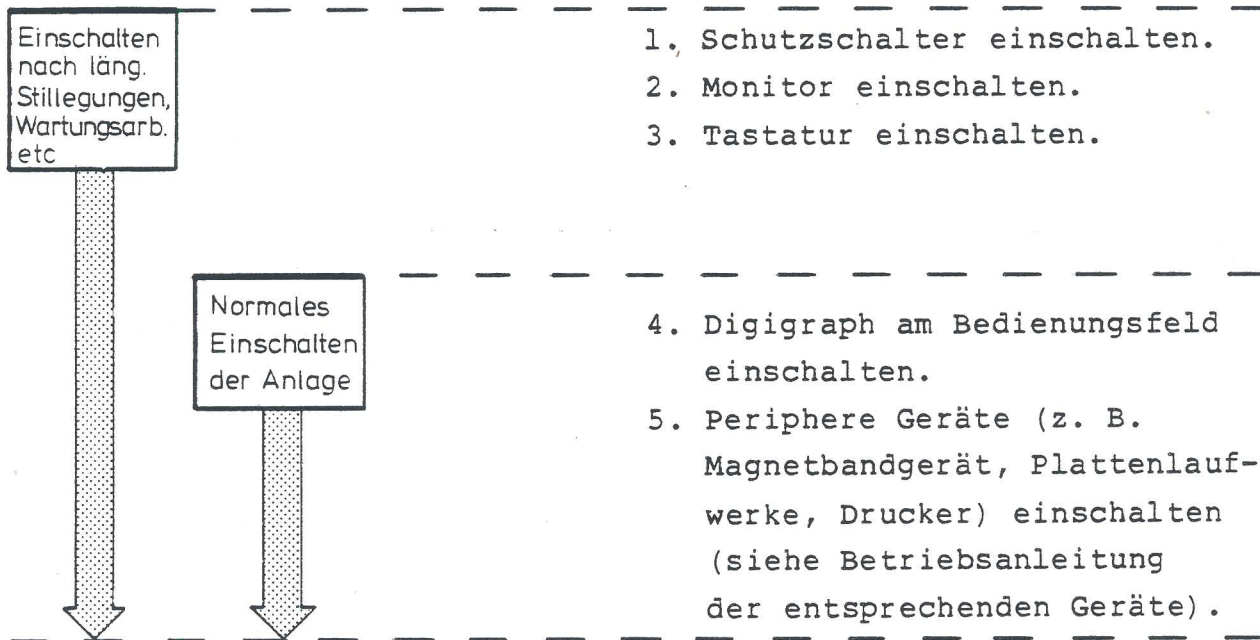 Einschalten
nach läng.
Stillegungen,
Wartungsarb.
etc
1. Schutzschalter einschalten.
2. Monitor einschalten.
3. Tastatur einschalten.
Normales
Einschalten
der Anlage
4. Digigraph am Bedienungsfeld
einschalten.
5. Periphere Geräte (z. B.
Magnetbandgerät, Plattenlauf-
werke, Drucker) einschalten
(siehe Betriebsanleitung
der entsprechenden Geräte).